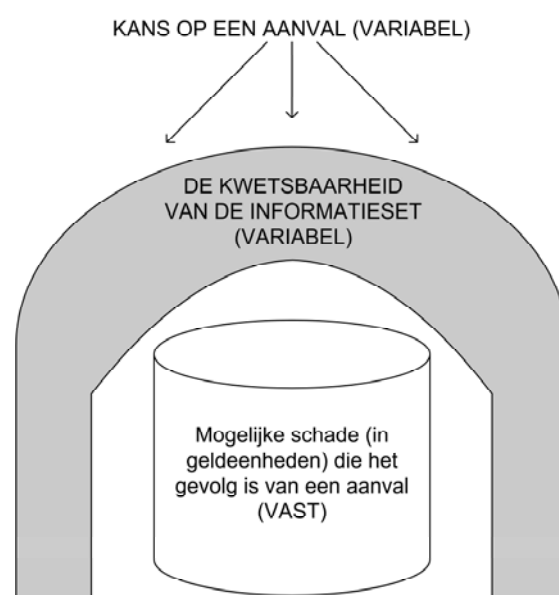 KANS OP EEN AANVAL (VARIABEL)
DE KWETSBAARHEID
VAN DE INFORMATIESET
(VARIABEL)
Mogelijke schade (in
geldeenheden) die het
gevolg is van een aanval
(VAST)